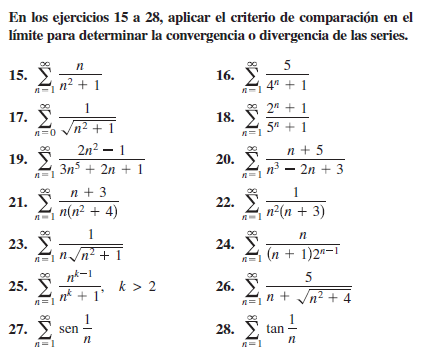 En los ejercicios 15 a 28, aplicar el criterio de comparación en el
límite para determinar la convergencia o divergencia de las series.
15. ∑_{n=1}^{∞} n/(n² + 1) 16. ∑_{n=1}^{∞} 5/(4ⁿ + 1)
17. ∑_{n=0}^{∞} 1/√(n² + 1) 18. ∑_{n=1}^{∞} (2ⁿ + 1)/(5ⁿ + 1)
19. ∑_{n=1}^{∞} (2n² − 1)/(3n⁵ + 2n + 1) 20. ∑_{n=1}^{∞} (n + 5)/(n³ − 2n + 3)
21. ∑_{n=1}^{∞} (n + 3)/(n(n² + 4)) 22. ∑_{n=1}^{∞} 1/(n²(n + 3))
23. ∑_{n=1}^{∞} 1/(n√(n² + 1)) 24. ∑_{n=1}^{∞} n/((n + 1)2ⁿ⁻¹)
25. ∑_{n=1}^{∞} nᵏ⁻¹/(nᵏ + 1), k > 2 26. ∑_{n=1}^{∞} 5/(n + √(n² + 4))
27. ∑_{n=1}^{∞} sen 1/n 28. ∑_{n=1}^{∞} tan 1/n